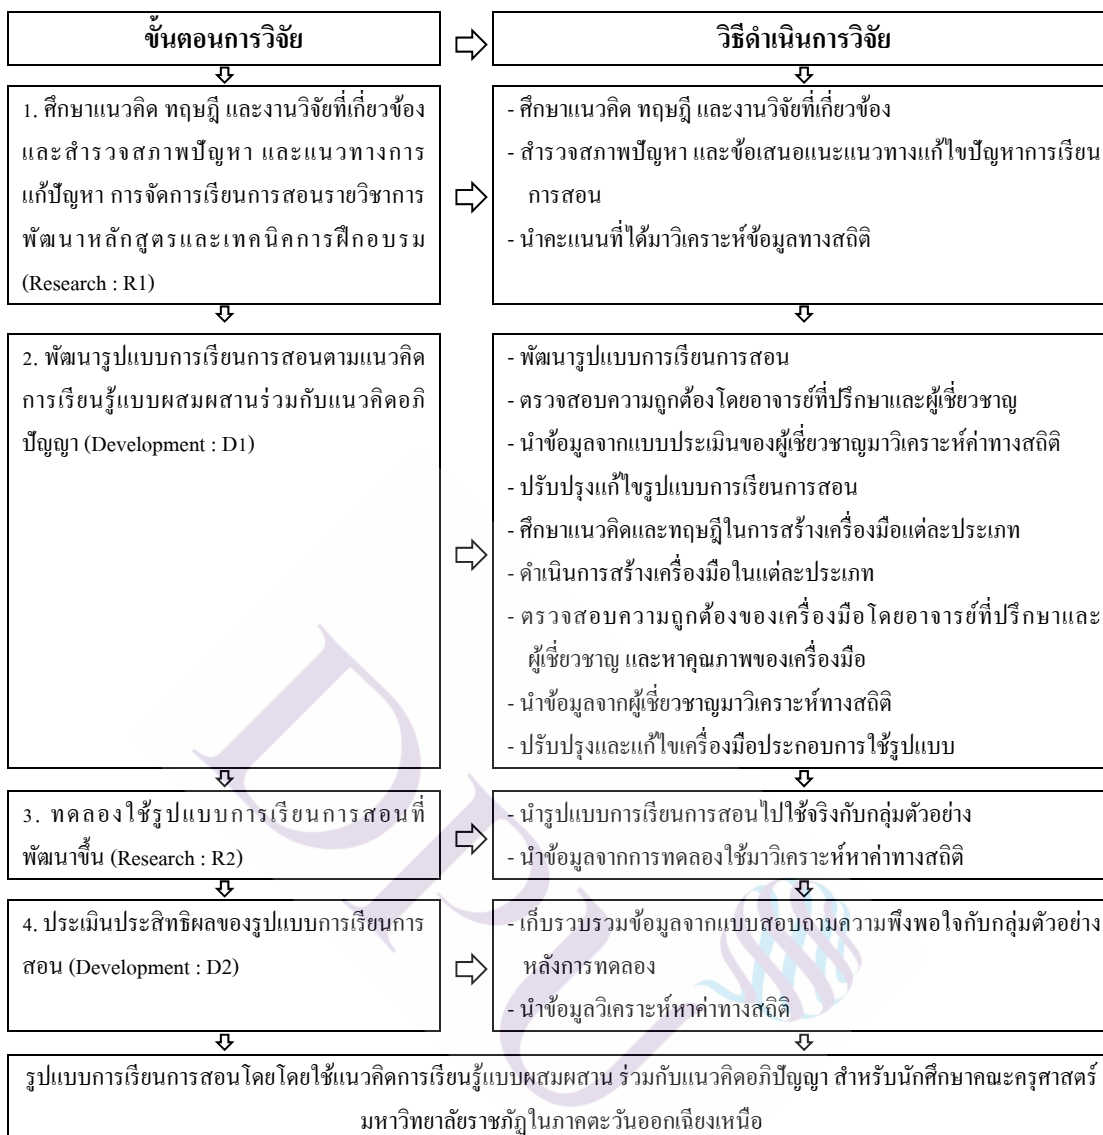 ขั้นตอนการวิจัย
วิธีดำเนินการวิจัย
1. ศึกษาแนวคิด ทฤษฎี และงานวิจัยที่เกี่ยวข้อง
และสำรวจสภาพปัญหา และแนวทางการ
แก้ปัญหา การจัดการเรียนการสอนรายวิชาการ
พัฒนาหลักสูตรและเทคนิคการฝึกอบรม
(Research : R1)
- ศึกษาแนวคิด ทฤษฎี และงานวิจัยที่เกี่ยวข้อง
- สำรวจสภาพปัญหา และข้อเสนอแนะแนวทางแก้ไขปัญหาการเรียน
การสอน
- นำคะแนนที่ได้มาวิเคราะห์ข้อมูลทางสถิติ
2. พัฒนารูปแบบการเรียนการสอนตามแนวคิด
การเรียนรู้แบบผสมผสานร่วมกับแนวคิดอภิ
ปัญญา (Development : D1)
- พัฒนารูปแบบการเรียนการสอน
- ตรวจสอบความถูกต้องโดยอาจารย์ที่ปรึกษาและผู้เชี่ยวชาญ
- นำข้อมูลจากแบบประเมินของผู้เชี่ยวชาญมาวิเคราะห์ค่าทางสถิติ
- ปรับปรุงแก้ไขรูปแบบการเรียนการสอน
- ศึกษาแนวคิดและทฤษฎีในการสร้างเครื่องมือแต่ละประเภท
- ดำเนินการสร้างเครื่องมือในแต่ละประเภท
- ตรวจสอบความถูกต้องของเครื่องมือโดยอาจารย์ที่ปรึกษาและ
ผู้เชี่ยวชาญ และหาคุณภาพของเครื่องมือ
- นำข้อมูลจากผู้เชี่ยวชาญมาวิเคราะห์ทางสถิติ
- ปรับปรุงและแก้ไขเครื่องมือประกอบการใช้รูปแบบ
3. ทดลองใช้รูปแบบการเรียนการสอนที่
พัฒนาขึ้น (Research : R2)
- นำรูปแบบการเรียนการสอนไปใช้จริงกับกลุ่มตัวอย่าง
- นำข้อมูลจากการทดลองใช้มาวิเคราะห์หาค่าทางสถิติ
4. ประเมินประสิทธิผลของรูปแบบการเรียนการ
สอน (Development : D2)
- เก็บรวบรวมข้อมูลจากแบบสอบถามความพึงพอใจกับกลุ่มตัวอย่าง
หลังการทดลอง
- นำข้อมูลวิเคราะห์หาค่าทางสถิติ
รูปแบบการเรียนการสอนโดยโดยใช้แนวคิดการเรียนรู้แบบผสมผสาน ร่วมกับแนวคิดอภิปัญญา สำหรับนักศึกษาคณะครุศาสตร์
มหาวิทยาลัยราชภัฏในภาคตะวันออกเฉียงเหนือ
DPU